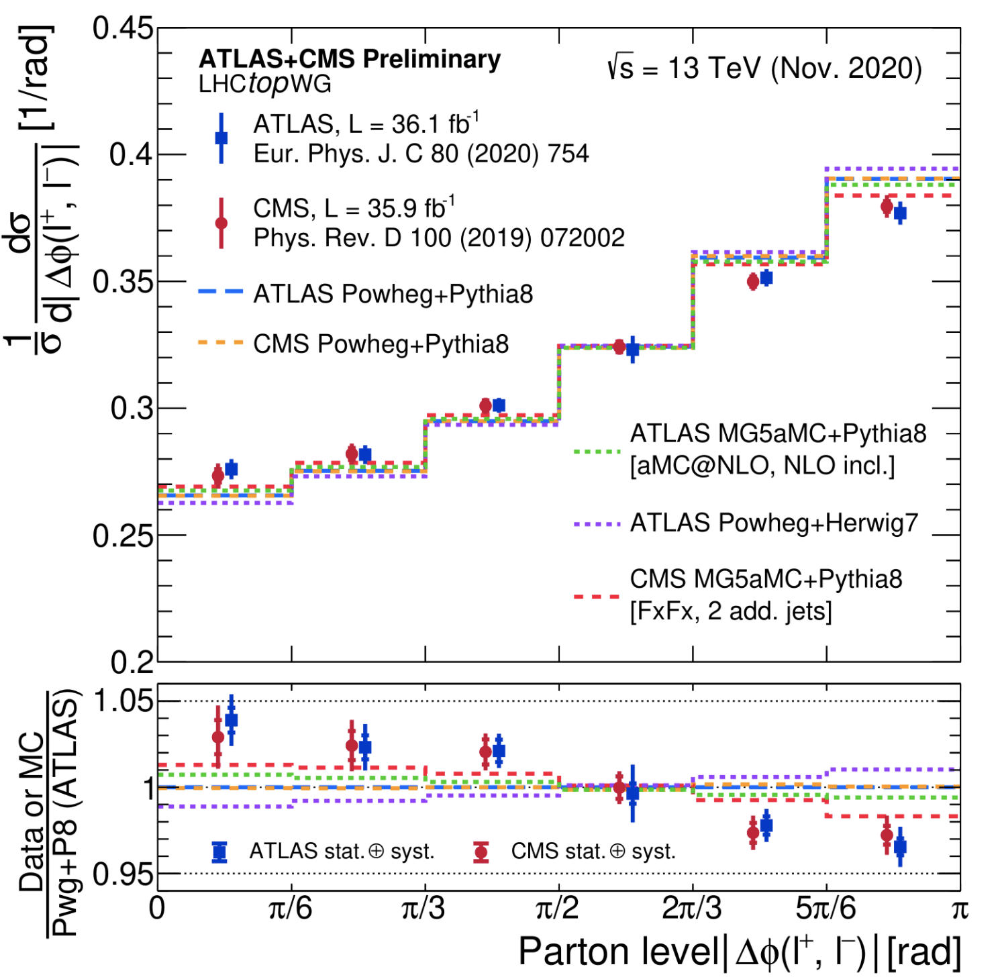 0.45
0.4
0.35
0.3
0.25
0.2
1/σ dσ/d|Δϕ(l⁺, l⁻)| [1/rad]
ATLAS+CMS Preliminary
LHCtopWG
√s = 13 TeV (Nov. 2020)
ATLAS, L = 36.1 fb⁻¹
Eur. Phys. J. C 80 (2020) 754
CMS, L = 35.9 fb⁻¹
Phys. Rev. D 100 (2019) 072002
ATLAS Powheg+Pythia8
CMS Powheg+Pythia8
ATLAS MG5aMC+Pythia8
[aMC@NLO, NLO incl.]
ATLAS Powheg+Herwig7
CMS MG5aMC+Pythia8
[FxFx, 2 add. jets]
Data or MC
Pwg+P8 (ATLAS)
1.05
1
0.95
ATLAS stat.⊕ syst.
CMS stat.⊕ syst.
0 π/6 π/3 π/2 2π/3 5π/6 π
Parton level|Δϕ(l⁺, l⁻)| [rad]